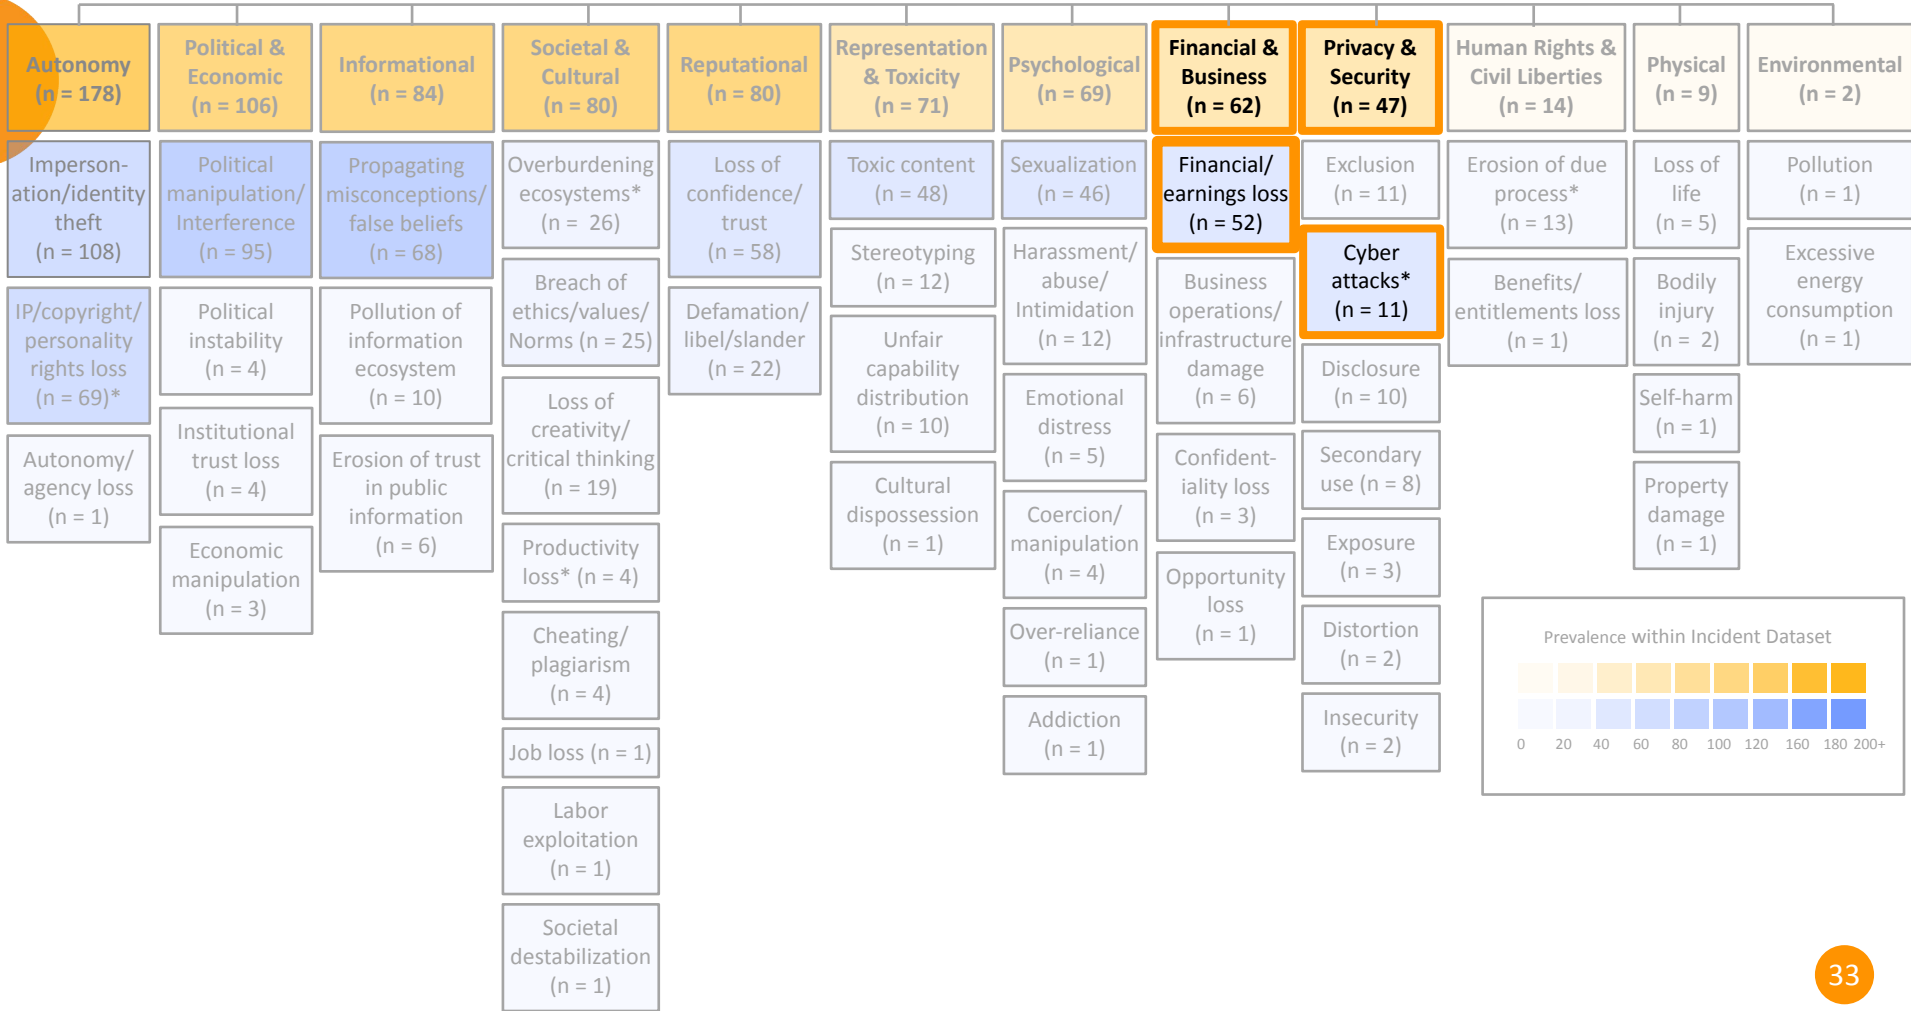 Autonomy
(n = 178)
Imperson-
ation/identity
theft
(n = 108)
IP/copyright/
personality
rights loss
(n = 69)*
Autonomy/
agency loss
(n = 1)
Political &
Economic
(n = 106)
Political
manipulation/
Interference
(n = 95)
Political
instability
(n = 4)
Institutional
trust loss
(n = 4)
Economic
manipulation
(n = 3)
Informational
(n = 84)
Propagating
misconceptions/
false beliefs
(n = 68)
Pollution of
information
ecosystem
(n = 10)
Erosion of trust
in public
information
(n = 6)
Societal &
Cultural
(n = 80)
Overburdening
ecosystems*
(n = 26)
Breach of
ethics/values/
Norms (n = 25)
Loss of
creativity/
critical thinking
(n = 19)
Productivity
loss* (n = 4)
Cheating/
plagiarism
(n = 4)
Job loss (n = 1)
Labor
exploitation
(n = 1)
Societal
destabilization
(n = 1)
Reputational
(n = 80)
Loss of
confidence/
trust
(n = 58)
Defamation/
libel/slander
(n = 22)
Representation
& Toxicity
(n = 71)
Toxic content
(n = 48)
Stereotyping
(n = 12)
Unfair
capability
distribution
(n = 10)
Cultural
dispossession
(n = 1)
Psychological
(n = 69)
Sexualization
(n = 46)
Harassment/
abuse/
Intimidation
(n = 12)
Emotional
distress
(n = 5)
Coercion/
manipulation
(n = 4)
Over-reliance
(n = 1)
Addiction
(n = 1)
Financial &
Business
(n = 62)
Financial/
earnings loss
(n = 52)
Business
operations/
infrastructure
damage
(n = 6)
Confident-
iality loss
(n = 3)
Opportunity
loss
(n = 1)
Privacy &
Security
(n = 47)
Exclusion
(n = 11)
Cyber
attacks*
(n = 11)
Disclosure
(n = 10)
Secondary
use (n = 8)
Exposure
(n = 3)
Distortion
(n = 2)
Insecurity
(n = 2)
Human Rights &
Civil Liberties
(n = 14)
Erosion of due
process*
(n = 13)
Benefits/
entitlements loss
(n = 1)
Physical
(n = 9)
Loss of
life
(n = 5)
Bodily
injury
(n = 2)
Self-harm
(n = 1)
Property
damage
(n = 1)
Environmental
(n = 2)
Pollution
(n = 1)
Excessive
energy
consumption
(n = 1)
Prevalence within Incident Dataset
0 20 40 60 80 100 120 160 180 200+
33